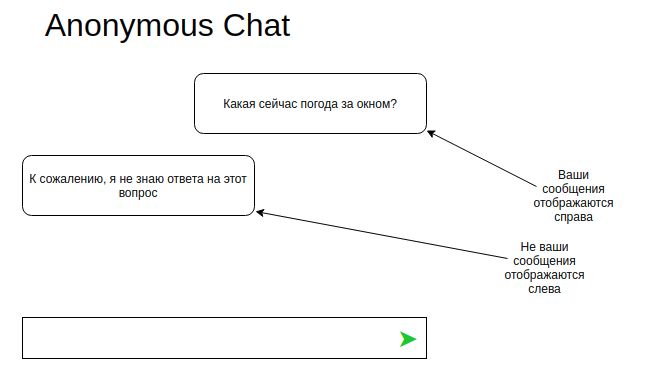 Anonymous Chat
Какая сейчас погода за окном?
К сожалению, я не знаю ответа на этот
вопрос
Ваши
сообщения
отображаются
справа
Не ваши
сообщения
отображаются
слева